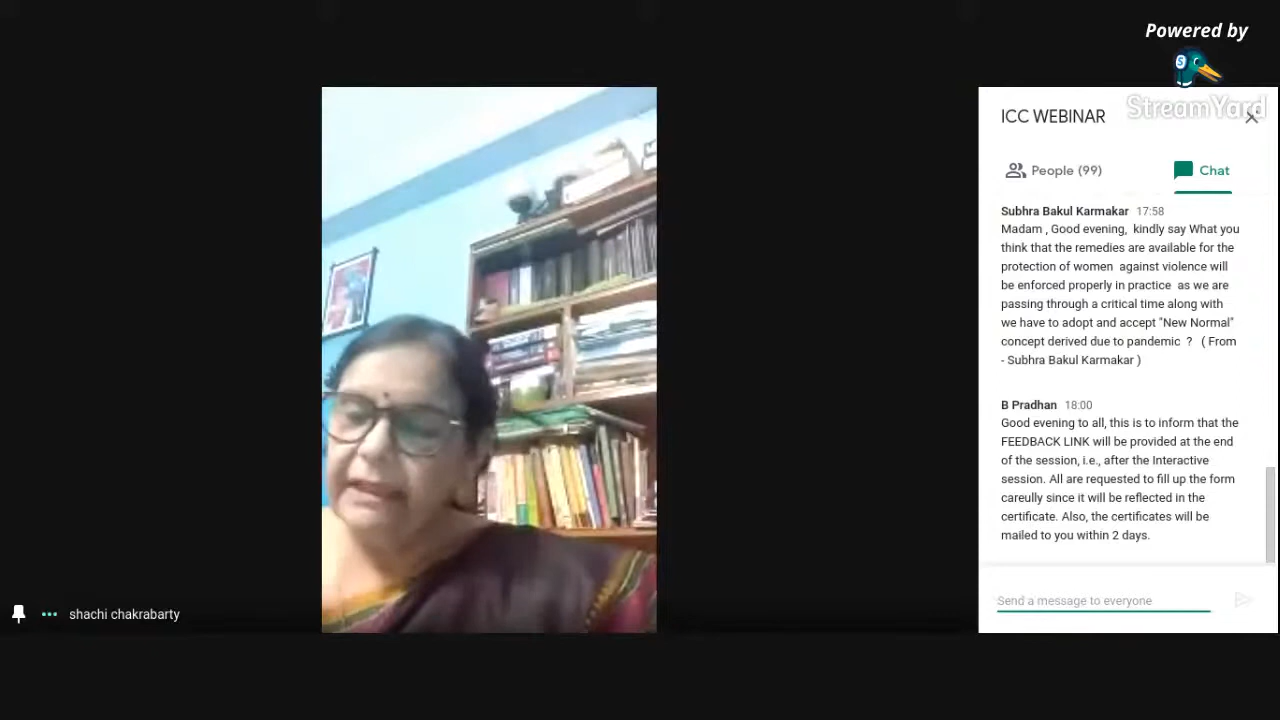 Powered by
StreamYard
ICC WEBINAR
People (99)
Chat
Subhra Bakul Karmakar 17:58
Madam , Good evening, kindly say What you
think that the remedies are available for the
protection of women against violence will
be enforced properly in practice as we are
passing through a critical time along with
we have to adopt and accept "New Normal"
concept derived due to pandemic ? ( From
- Subhra Bakul Karmakar )
B Pradhan 18:00
Good evening to all, this is to inform that the
FEEDBACK LINK will be provided at the end
of the session, i.e., after the Interactive
session. All are requested to fill up the form
careully since it will be reflected in the
certificate. Also, the certificates will be
mailed to you within 2 days.
Send a message to everyone
shachi chakrabarty